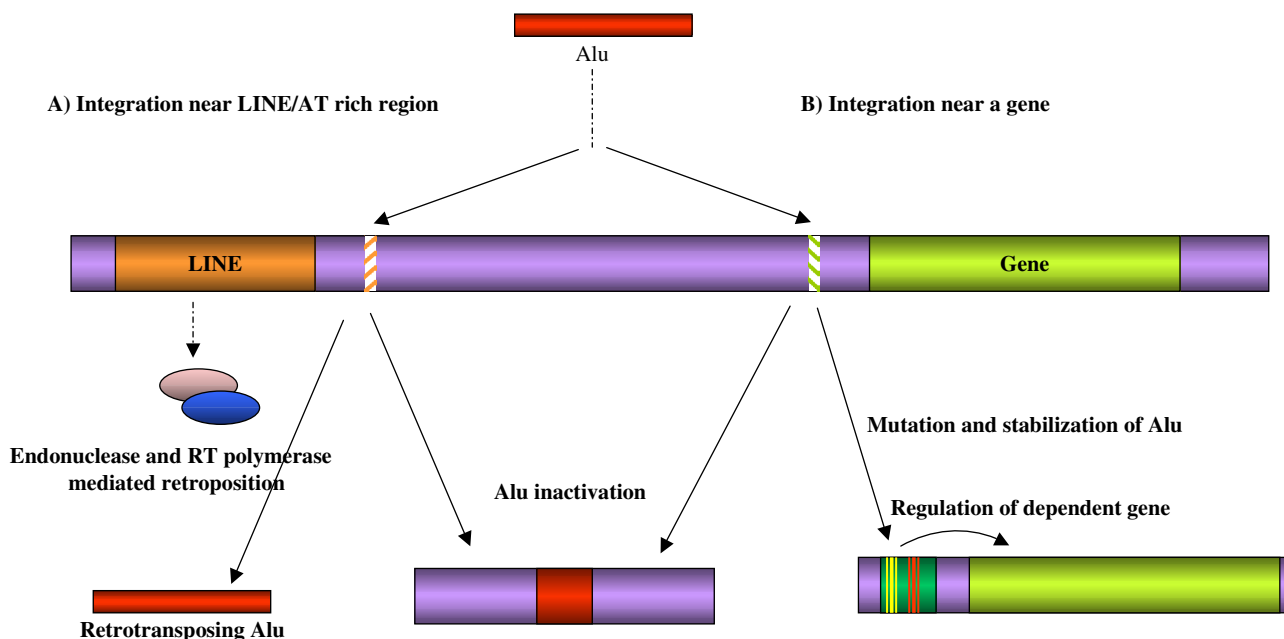 Alu
A) Integration near LINE/AT rich region
B) Integration near a gene
LINE
Gene
Endonuclease and RT polymerase
mediated retroposition
Alu inactivation
Mutation and stabilization of Alu
Regulation of dependent gene
Retrotransposing Alu